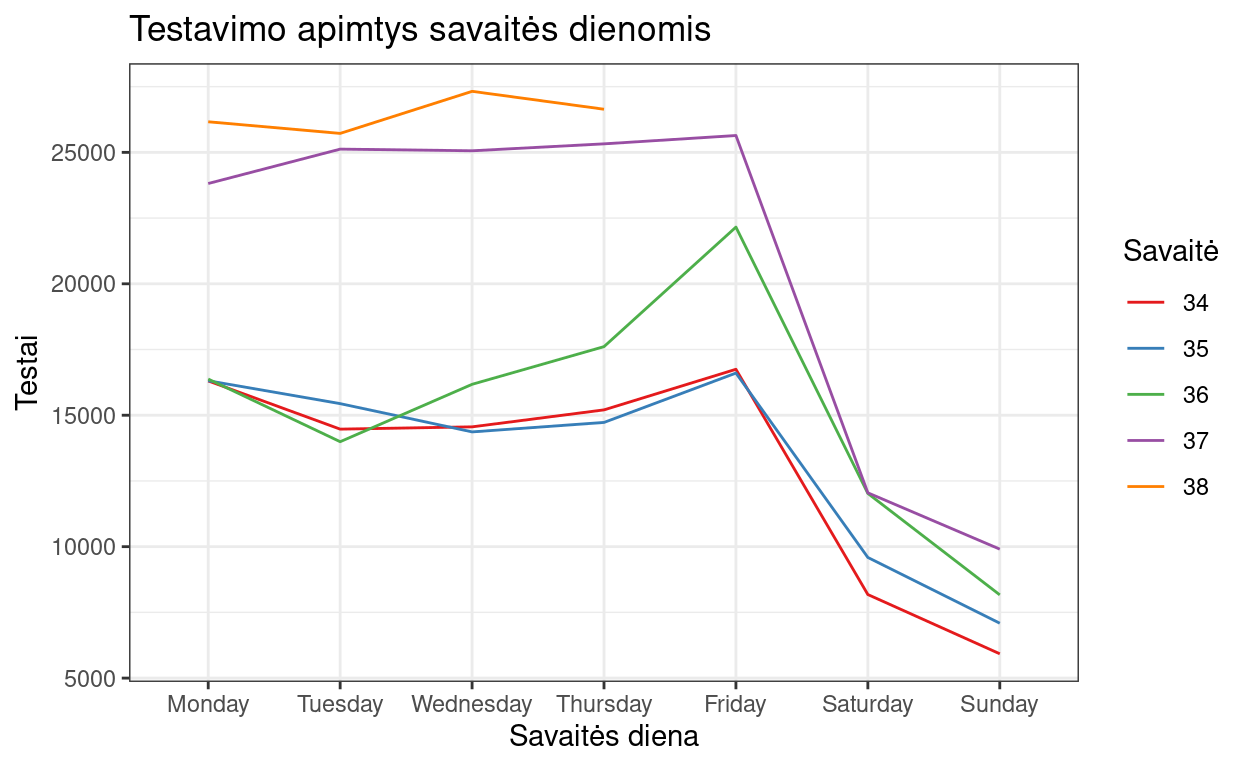 Testavimo apimtys savaitės dienomis
Testai
25000
20000
15000
10000
5000
Monday Tuesday Wednesday Thursday Friday Saturday Sunday
Savaitės diena
Savaitė
34
35
36
37
38